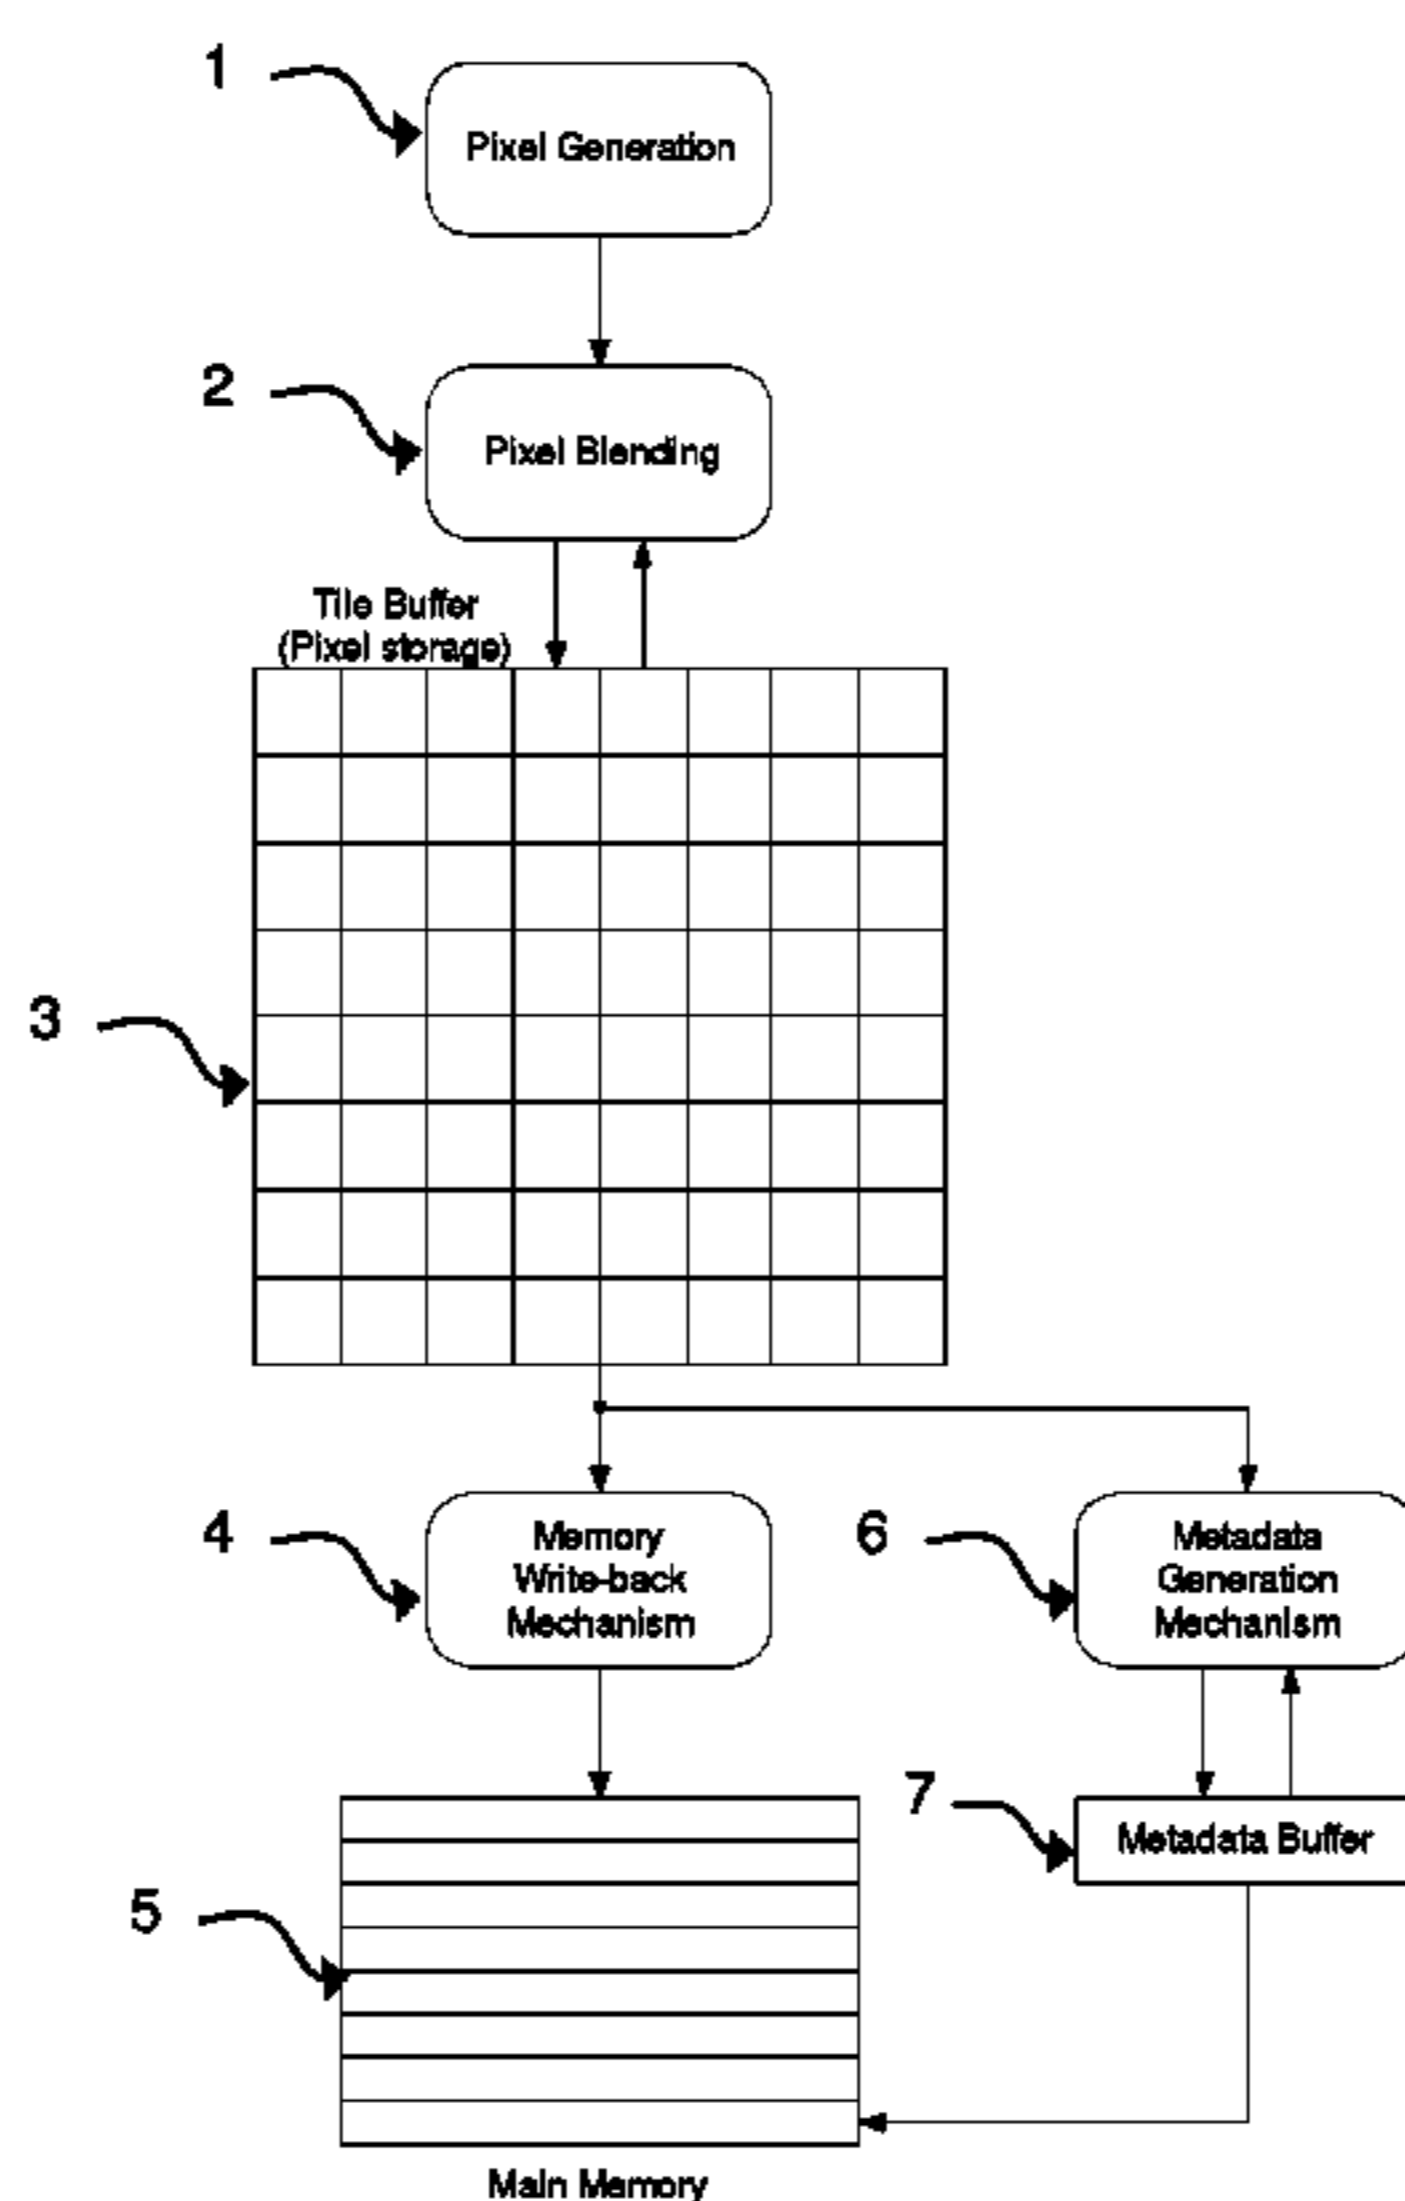 1
Pixel Generation
2
Pixel Blending
Tile Buffer
(Pixel storage)
3
4
Memory
Write-back
Mechanism
6
Metadata
Generation
Mechanism
7
Metadata Buffer
5
Main Memory